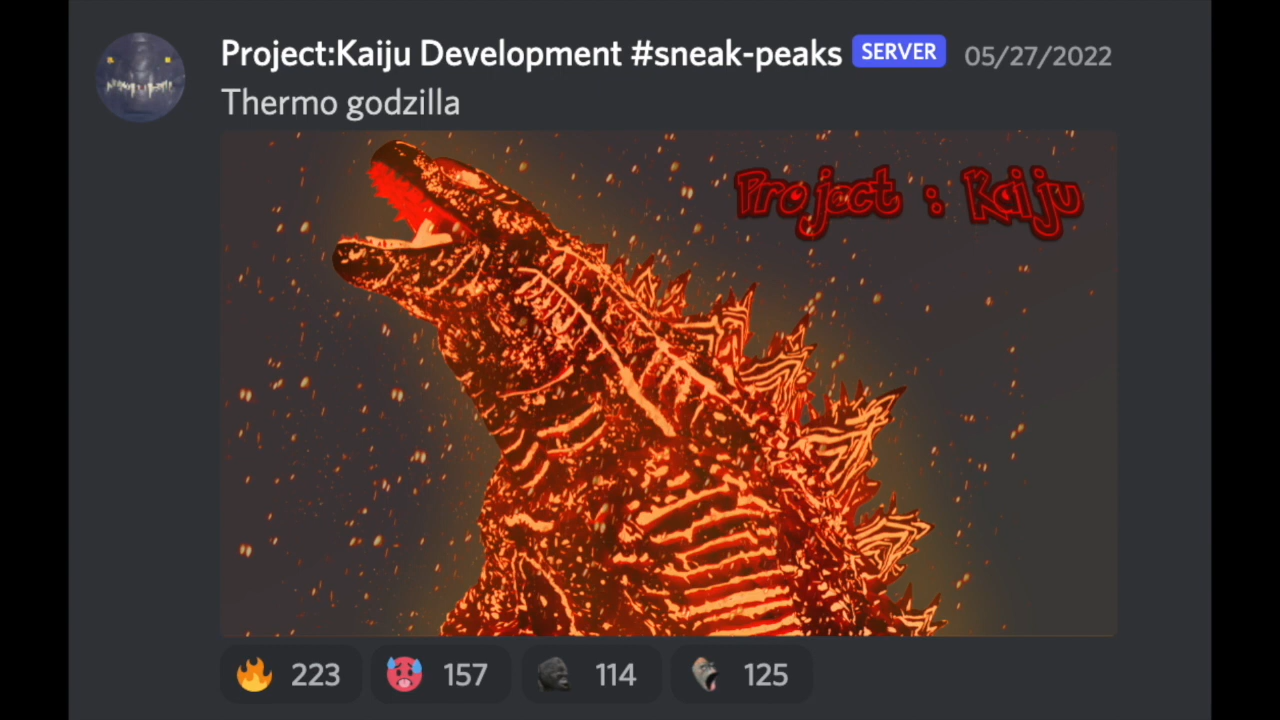 Project:Kaiju Development #sneak-peaks SERVER 05/27/2022
Thermo godzilla
Project : Kaiju
223 157 114 125